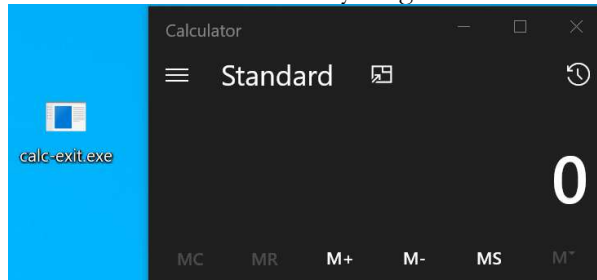 Calculator
Standard
calc-exit.exe
0
MC MR M+ M- MS M˅